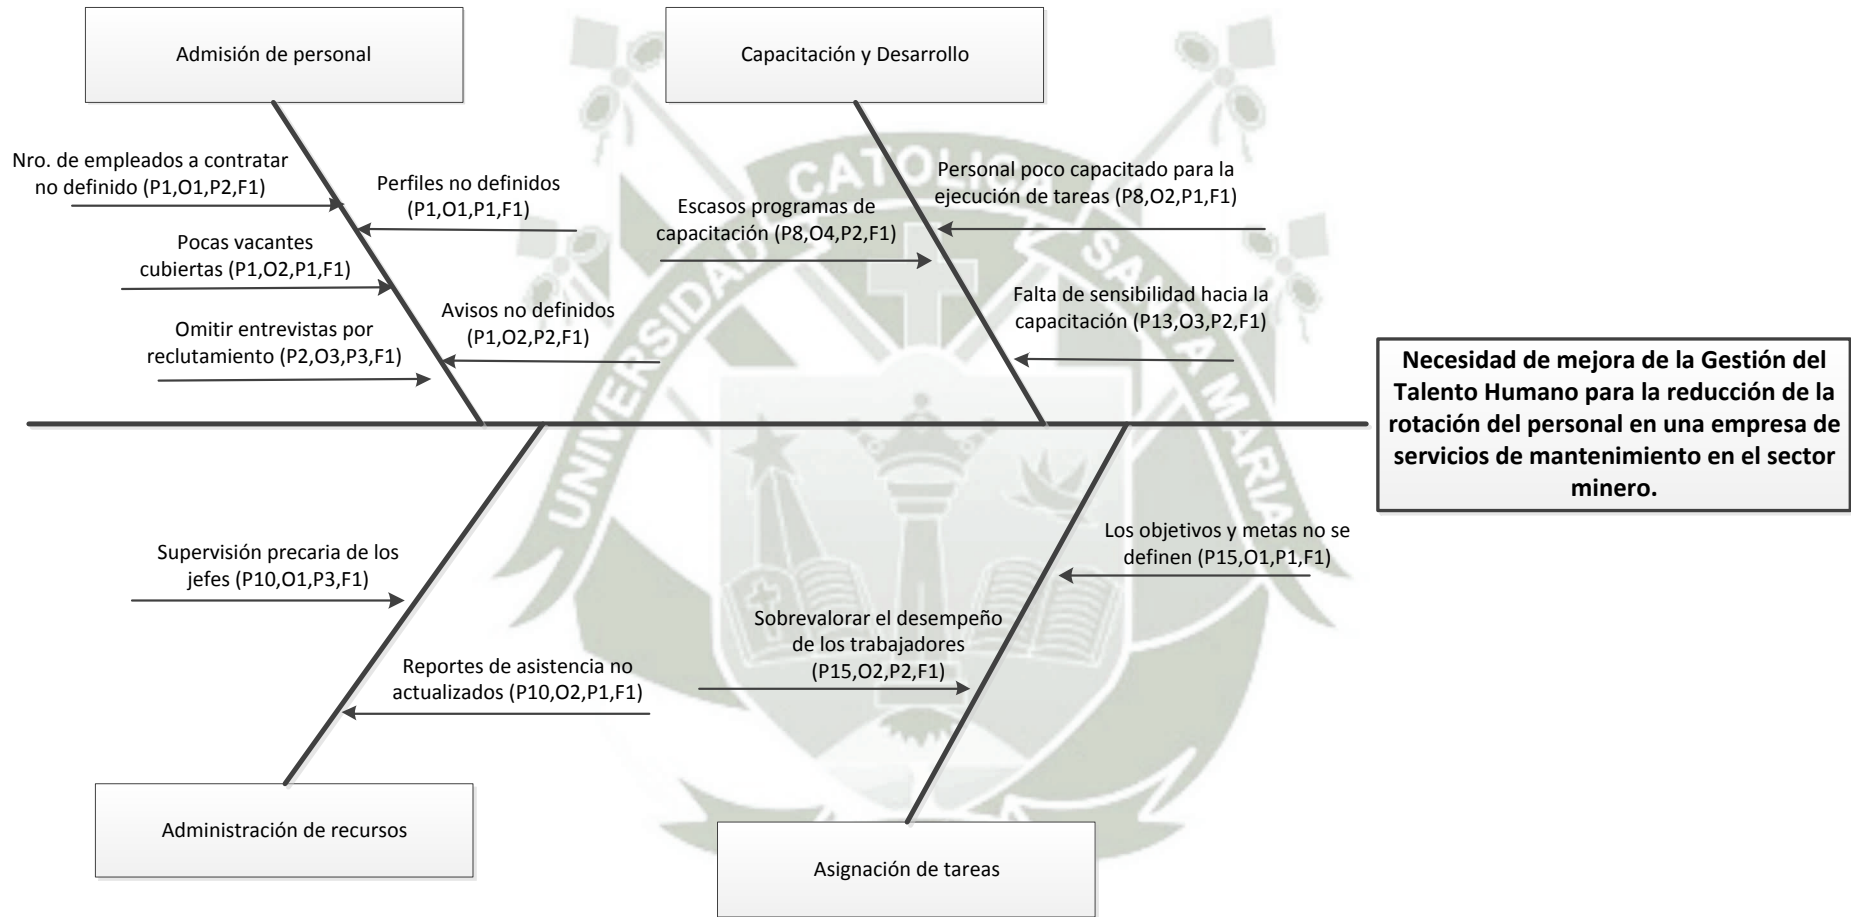 Admisión de personal
Capacitación y Desarrollo
Nro. de empleados a contratar
no definido (P1,O1,P2,F1)
Perfiles no definidos
(P1,O1,P1,F1)
Pocas vacantes
cubiertas (P1,O2,P1,F1)
Avisos no definidos
(P1,O2,P2,F1)
Omitir entrevistas por
reclutamiento (P2,O3,P3,F1)
Personal poco capacitado para la
ejecución de tareas (P8,O2,P1,F1)
Escasos programas de
capacitación (P8,O4,P2,F1)
Falta de sensibilidad hacia la
capacitación (P13,O3,P2,F1)
Necesidad de mejora de la Gestión del
Talento Humano para la reducción de la
rotación del personal en una empresa de
servicios de mantenimiento en el sector
minero.
Supervisión precaria de los
jefes (P10,O1,P3,F1)
Reportes de asistencia no
actualizados (P10,O2,P1,F1)
Los objetivos y metas no se
definen (P15,O1,P1,F1)
Sobrevalorar el desempeño
de los trabajadores
(P15,O2,P2,F1)
Administración de recursos
Asignación de tareas
UNIVERSIDAD CATOLICA SANTA MARIA